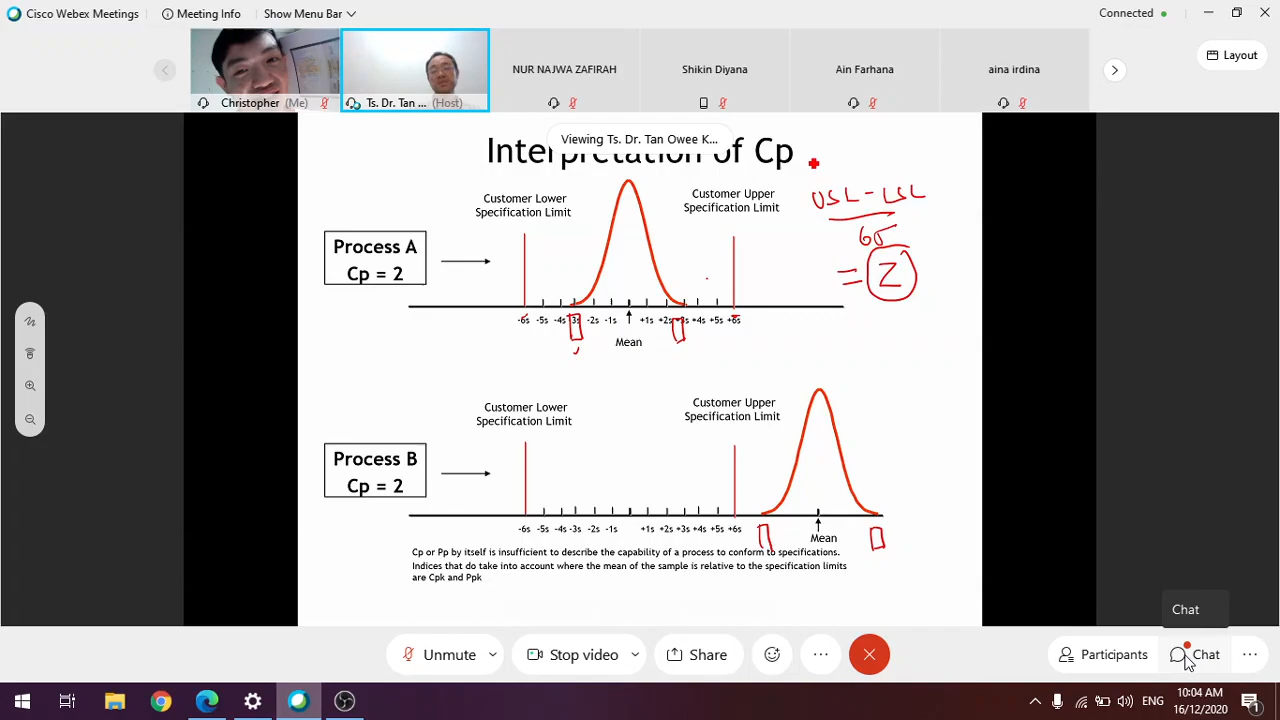 Cisco Webex Meetings
Meeting Info
Show Menu Bar
Connected
Layout
Christopher (Me)
Ts. Dr. Tan ... (Host)
NUR NAJWA ZAFIRAH
Shikin Diyana
Ain Farhana
aina irdina
Viewing Ts. Dr. Tan Owee K...
Interpretation of Cp
Customer Lower
Specification Limit
Customer Upper
Specification Limit
USL - LSL
6σ
= 2
Process A
Cp = 2
-6s -5s -4s -3s -2s -1s +1s +2s +3s +4s +5s +6s
Mean
Customer Lower
Specification Limit
Customer Upper
Specification Limit
Process B
Cp = 2
-6s -5s -4s -3s -2s -1s +1s +2s +3s +4s +5s +6s
Mean
Cp or Pp by itself is insufficient to describe the capability of a process to conform to specifications.
Indices that do take into account where the mean of the sample is relative to the specification limits
are Cpk and Ppk
Chat
Unmute
Stop video
Share
Participants
Chat
ENG
10:04 AM
16/12/2020
1